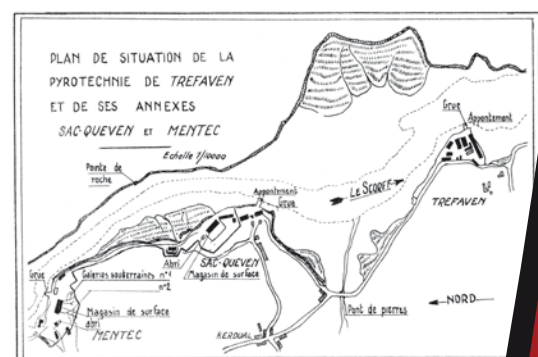 PLAN DE SITUATION DE LA
PYROTECHNIE DE TREFAVEN
ET DE SES ANNEXES
SAC-QUEVEN ET MENTEC
Echelle 1/10000
Pointe de
roche
Grue
Appontement
LE SCORFF
TREFAVEN
Appontement
Grue
Abri
SAC-QUEVEN
Magasin de surface
Grue
Galeries souterraines n°1
n°2
Magasin de surface
abri
MENTEC
KERDUAL
Pont de pierres
NORD